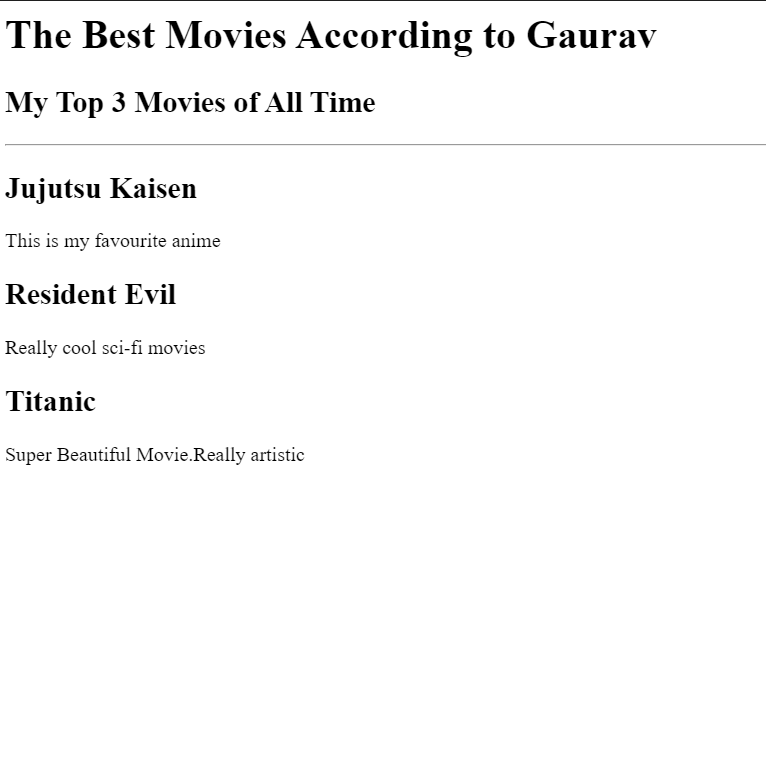 The Best Movies According to Gaurav
My Top 3 Movies of All Time
Jujutsu Kaisen
This is my favourite anime
Resident Evil
Really cool sci-fi movies
Titanic
Super Beautiful Movie.Really artistic